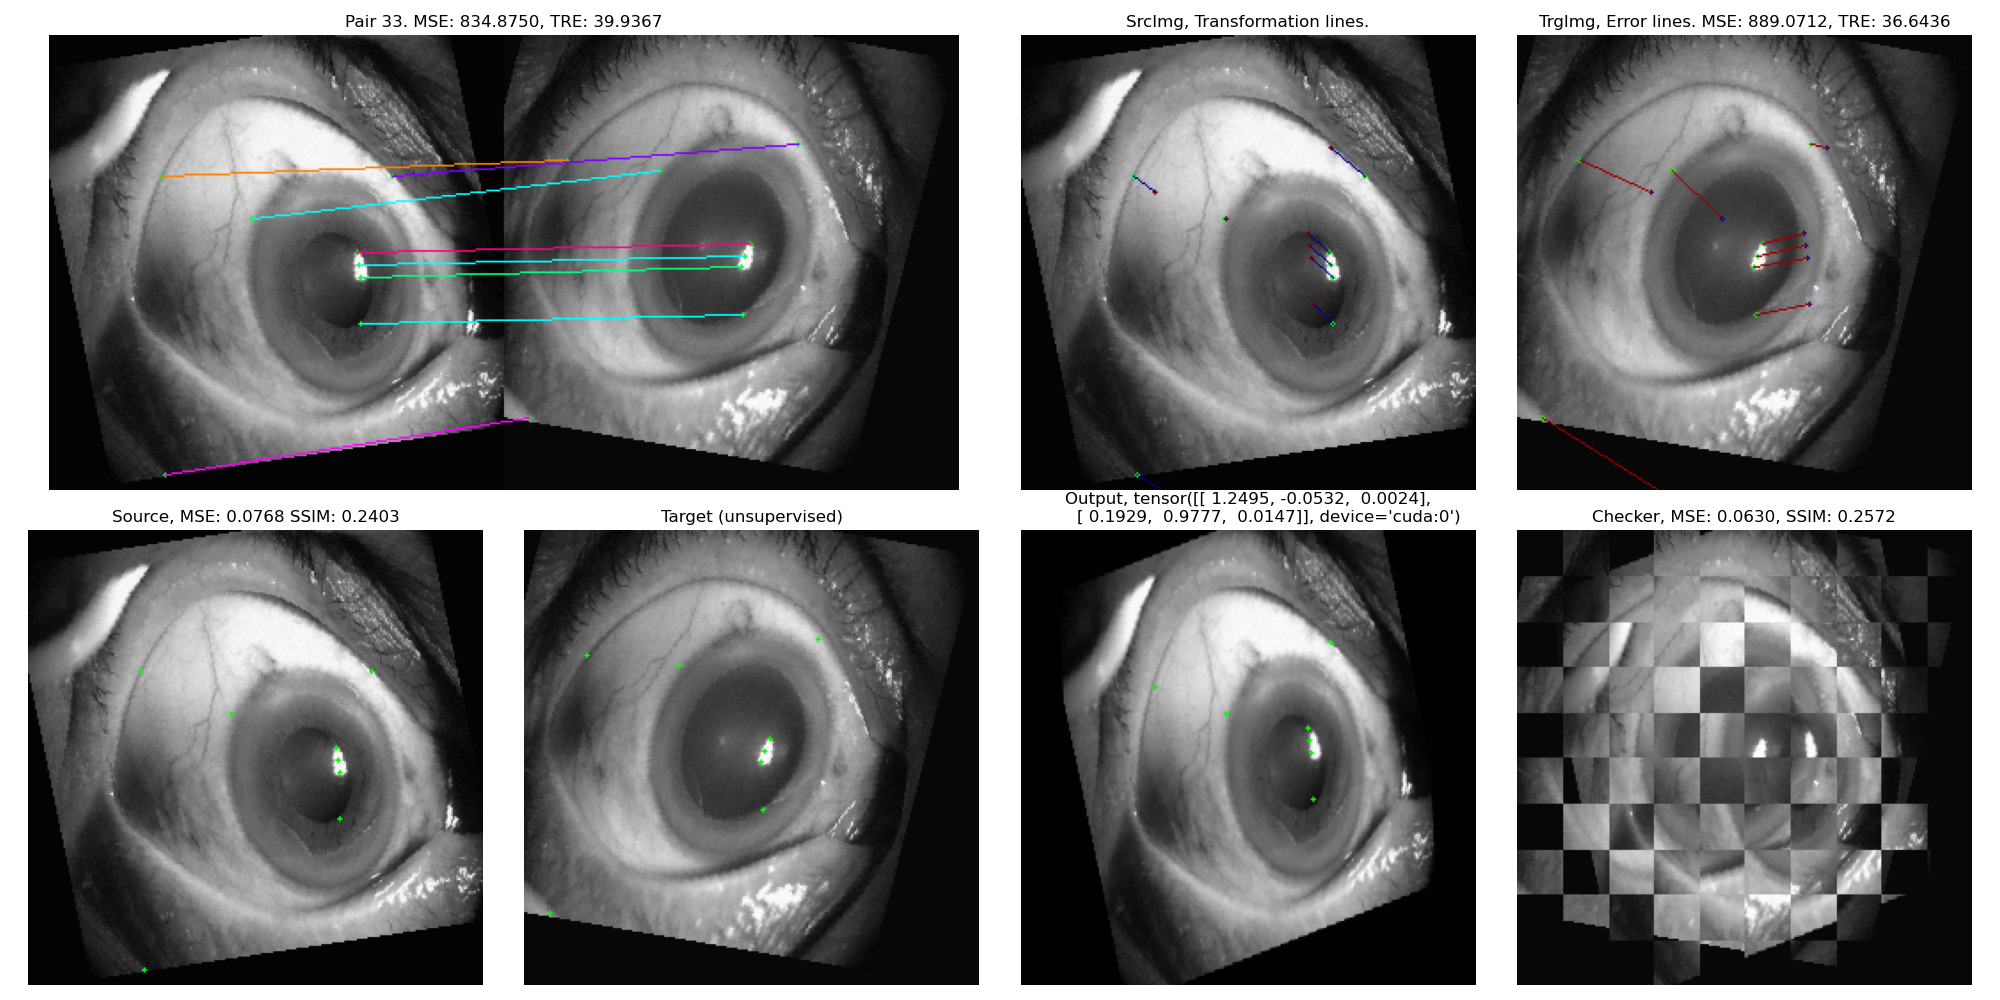 Pair 33. MSE: 834.8750, TRE: 39.9367
SrcImg, Transformation lines.
TrgImg, Error lines. MSE: 889.0712, TRE: 36.6436
Source, MSE: 0.0768 SSIM: 0.2403
Target (unsupervised)
Output, tensor([[ 1.2495, -0.0532,  0.0024],
[ 0.1929,  0.9777,  0.0147]], device='cuda:0')
Checker, MSE: 0.0630, SSIM: 0.2572